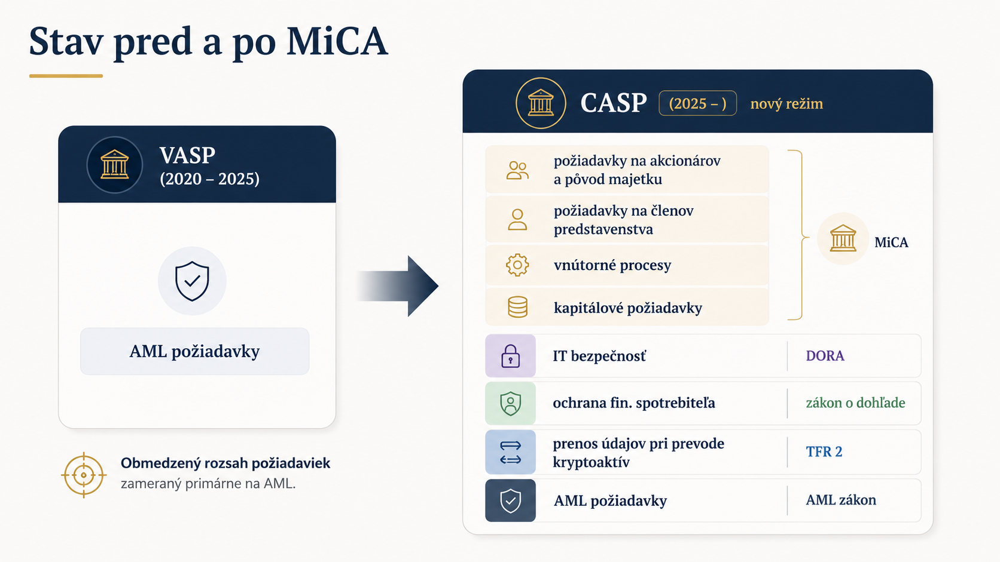 Stav pred a po MiCA
VASP
(2020 – 2025)
AML požiadavky
Obmedzený rozsah požiadaviek
zameraný primárne na AML.
CASP (2025 – ) nový režim
požiadavky na akcionárov
a pôvod majetku
požiadavky na členov
predstavenstva
vnútorné procesy
kapitálové požiadavky
MiCA
IT bezpečnosť DORA
ochrana fin. spotrebiteľa zákon o dohľade
prenos údajov pri prevode
kryptoaktív
TFR 2
AML požiadavky AML zákon